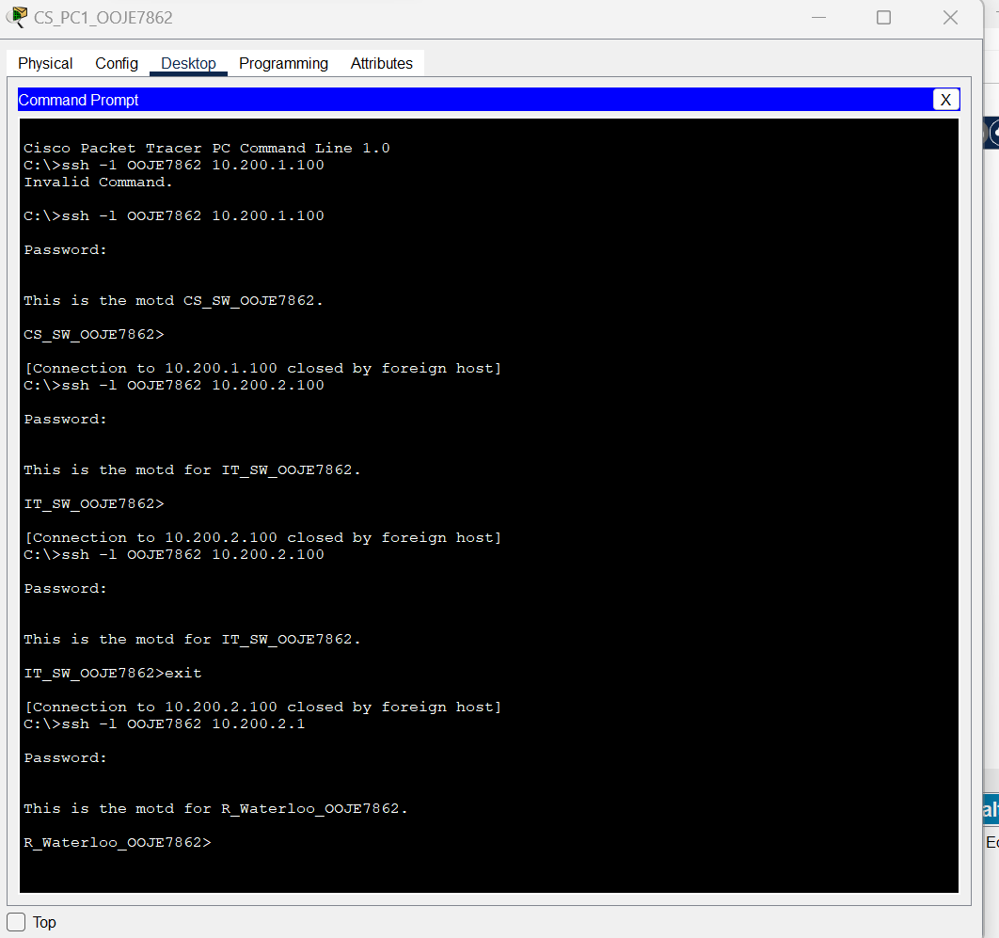 CS_PC1_OOJE7862
Physical Config Desktop Programming Attributes
Command Prompt
X
Cisco Packet Tracer PC Command Line 1.0
C:\>ssh -1 OOJE7862 10.200.1.100
Invalid Command.
C:\>ssh -l OOJE7862 10.200.1.100
Password:
This is the motd CS_SW_OOJE7862.
CS_SW_OOJE7862>
[Connection to 10.200.1.100 closed by foreign host]
C:\>ssh -l OOJE7862 10.200.2.100
Password:
This is the motd for IT_SW_OOJE7862.
IT_SW_OOJE7862>
[Connection to 10.200.2.100 closed by foreign host]
C:\>ssh -l OOJE7862 10.200.2.100
Password:
This is the motd for IT_SW_OOJE7862.
IT_SW_OOJE7862>exit
[Connection to 10.200.2.100 closed by foreign host]
C:\>ssh -l OOJE7862 10.200.2.1
Password:
This is the motd for R_Waterloo_OOJE7862.
R_Waterloo_OOJE7862>
Top